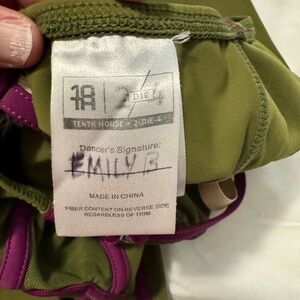 10TH 2/DIE/4
TENTH HOUSE + 2·DIE·4
Dancer's Signature:
EMILY B
MADE IN CHINA
FIBER CONTENT ON REVERSE SIDE
REGARDLESS OF TRIM